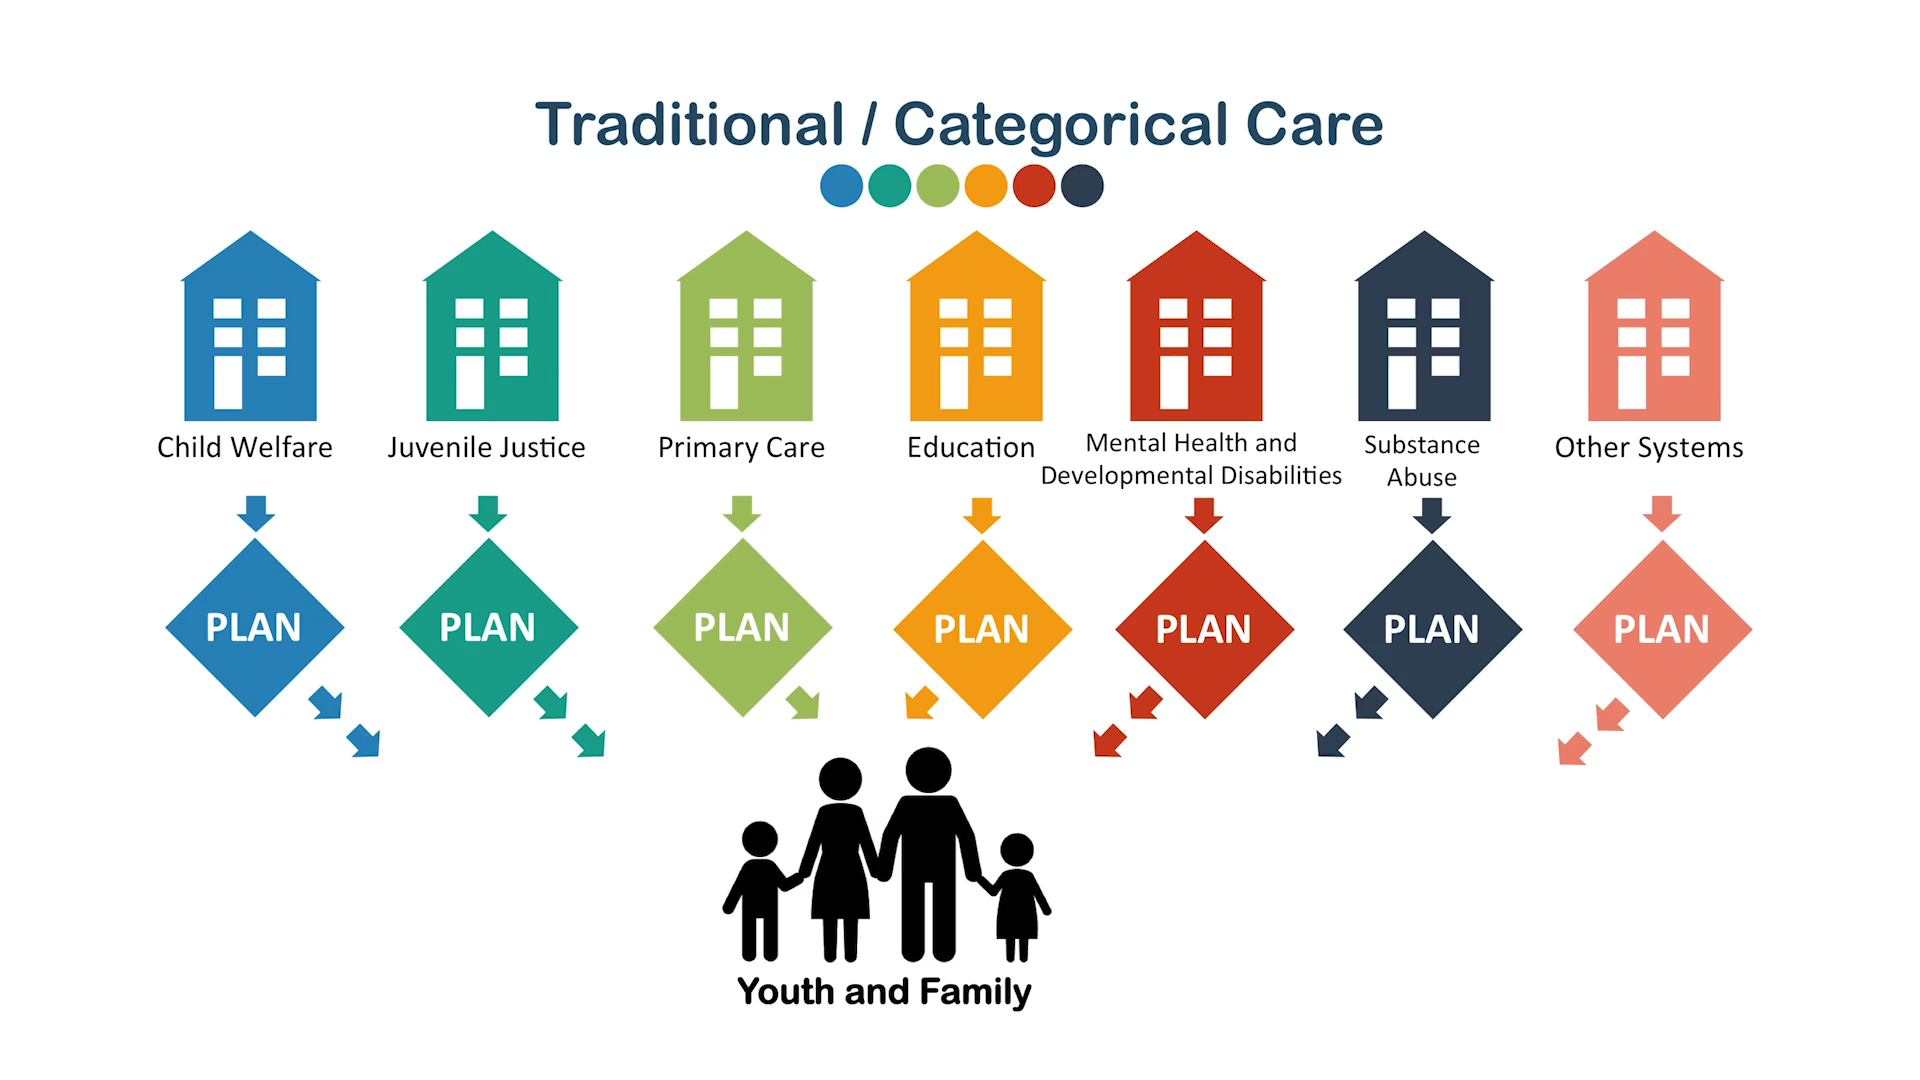 Traditional / Categorical Care
Child Welfare
Juvenile Justice
Primary Care
Education
Mental Health and
Developmental Disabilities
Substance
Abuse
Other Systems
PLAN
PLAN
PLAN
PLAN
PLAN
PLAN
PLAN
Youth and Family